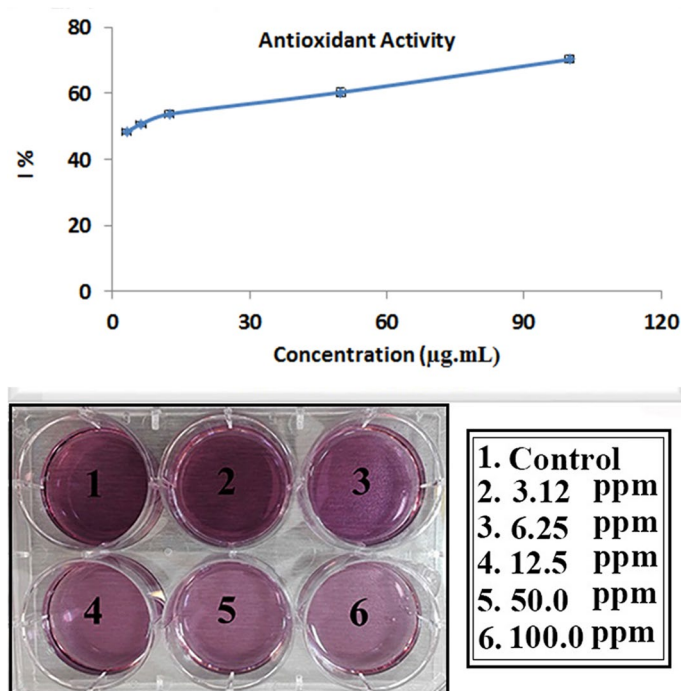 80
Antioxidant Activity
60
I %
40
20
0
0 30 60 90 120
Concentration (µg.mL)
1 2 3
4 5 6
1. Control
2. 3.12 ppm
3. 6.25 ppm
4. 12.5 ppm
5. 50.0 ppm
6. 100.0 ppm